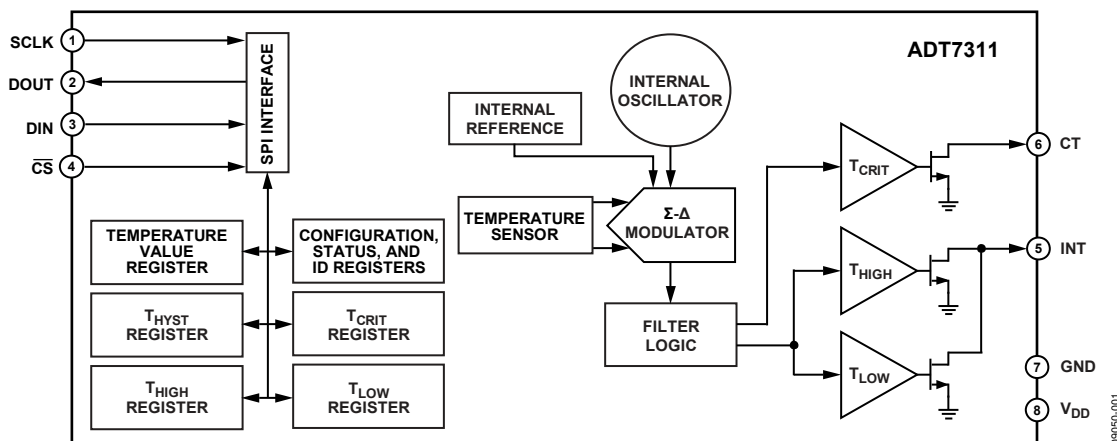 ADT7311
SCLK 1
DOUT 2
DIN 3
CS 4
SPI INTERFACE
INTERNAL
REFERENCE
INTERNAL
OSCILLATOR
TEMPERATURE
SENSOR
Σ-Δ
MODULATOR
FILTER
LOGIC
TEMPERATURE
VALUE
REGISTER
CONFIGURATION,
STATUS, AND
ID REGISTERS
THYST
REGISTER
TCRIT
REGISTER
THIGH
REGISTER
TLOW
REGISTER
TCRIT
THIGH
TLOW
6 CT
5 INT
7 GND
8 VDD
09050-001